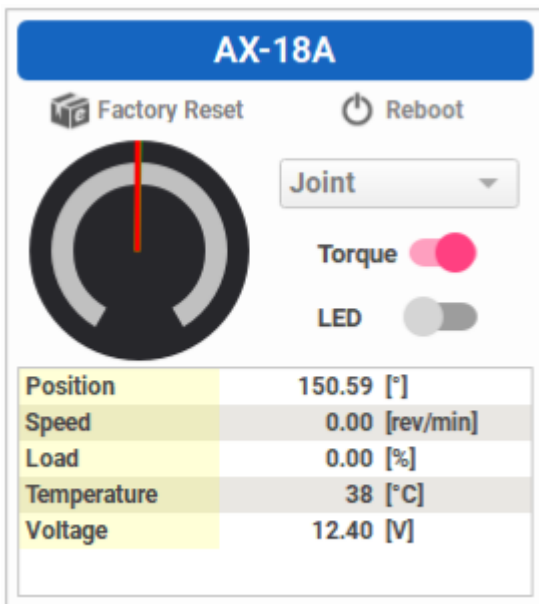 AX-18A
Factory Reset Reboot
Joint
Torque
LED
Position 150.59 [°]
Speed 0.00 [rev/min]
Load 0.00 [%]
Temperature 38 [°C]
Voltage 12.40 [V]